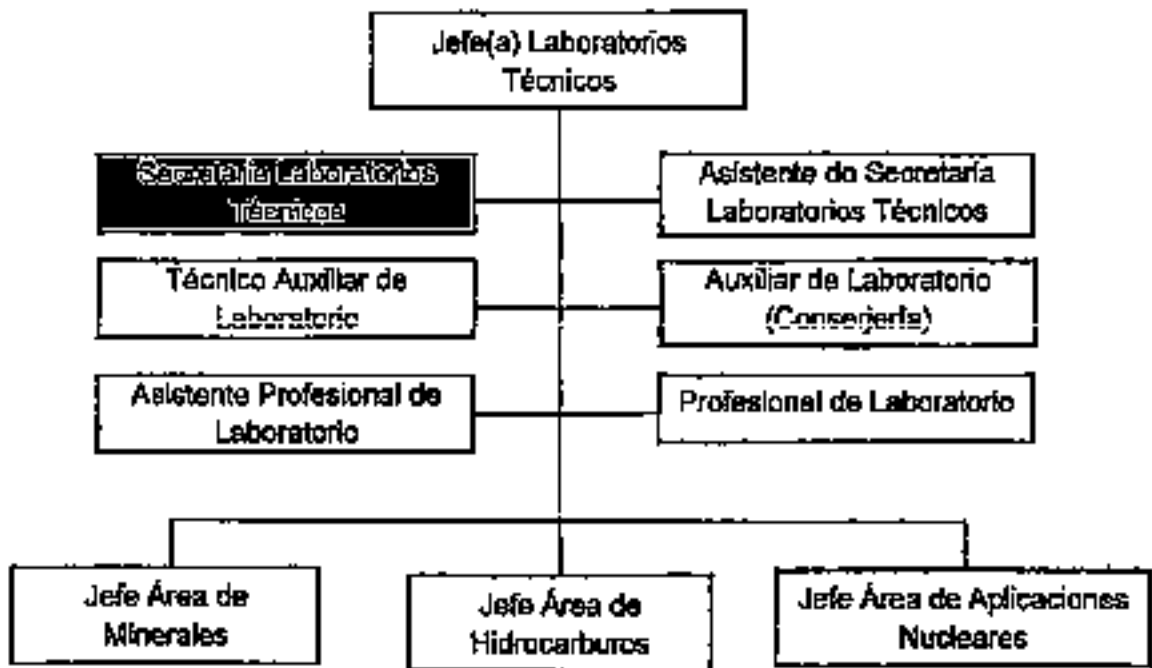 Jefe(a) Laboratorios
Técnicos
Secretaria Laboratorios
Técnicos
Asistente do Secretaría
Laboratorios Técnicos
Técnico Auxiliar de
Laboratorio
Auxiliar de Laboratorio
(Conserjería)
Asistente Profesional de
Laboratorio
Profesional de Laboratorio
Jefe Área de
Minerales
Jefe Área de
Hidrocarburos
Jefe Área de Aplicaciones
Nucleares